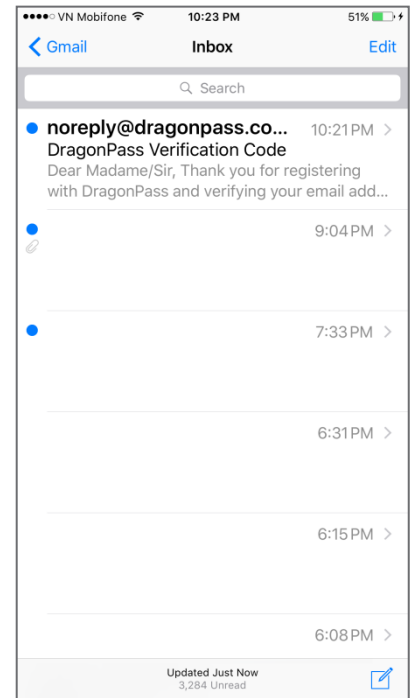 VN Mobifone 10:23 PM 51%
Gmail Inbox Edit
Search
noreply@dragonpass.co... 10:21 PM
DragonPass Verification Code
Dear Madame/Sir, Thank you for registering
with DragonPass and verifying your email add...
9:04 PM
7:33 PM
6:31 PM
6:15 PM
6:08 PM
Updated Just Now
3,284 Unread